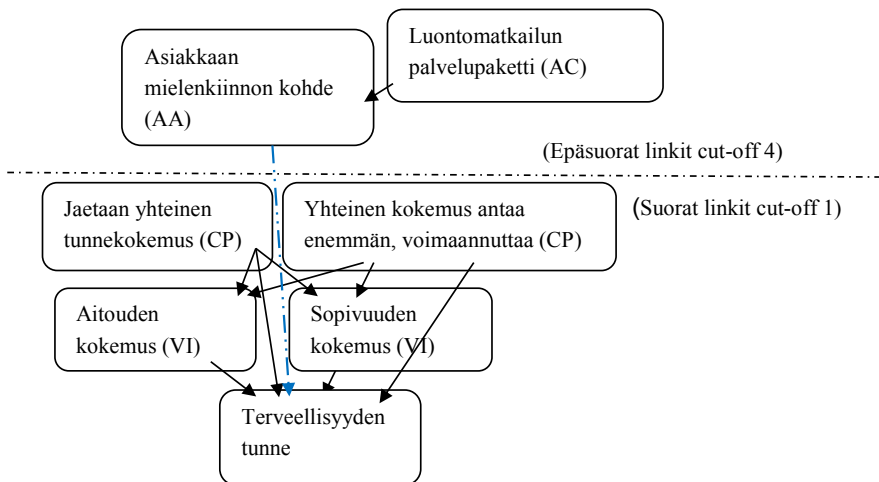 Asiakkaan
mielenkiinnon kohde
(AA)
Luontomatkailun
palvelupaketti (AC)
(Epäsuorat linkit cut-off 4)
Jaetaan yhteinen
tunnekokemus (CP)
Yhteinen kokemus antaa
enemmän, voimaannuttaa (CP)
(Suorat linkit cut-off 1)
Aitouden
kokemus (VI)
Sopivuuden
kokemus (VI)
Terveellisyyden
tunne